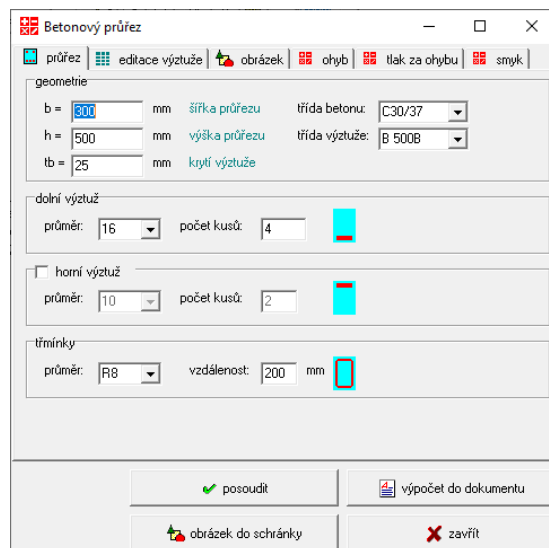 Betonový průřez
průřez editace výztuže obrázek ohyb tlak za ohybu smyk
geometrie
b = 300 mm šířka průřezu třída betonu: C30/37
h = 500 mm výška průřezu třída výztuže: B 500B
tb = 25 mm krytí výztuže
dolní výztuž
průměr: 16 počet kusů: 4
horní výztuž
průměr: 10 počet kusů: 2
třmínky
průměr: R8 vzdálenost: 200 mm
posoudit výpočet do dokumentu
obrázek do schránky zavřít